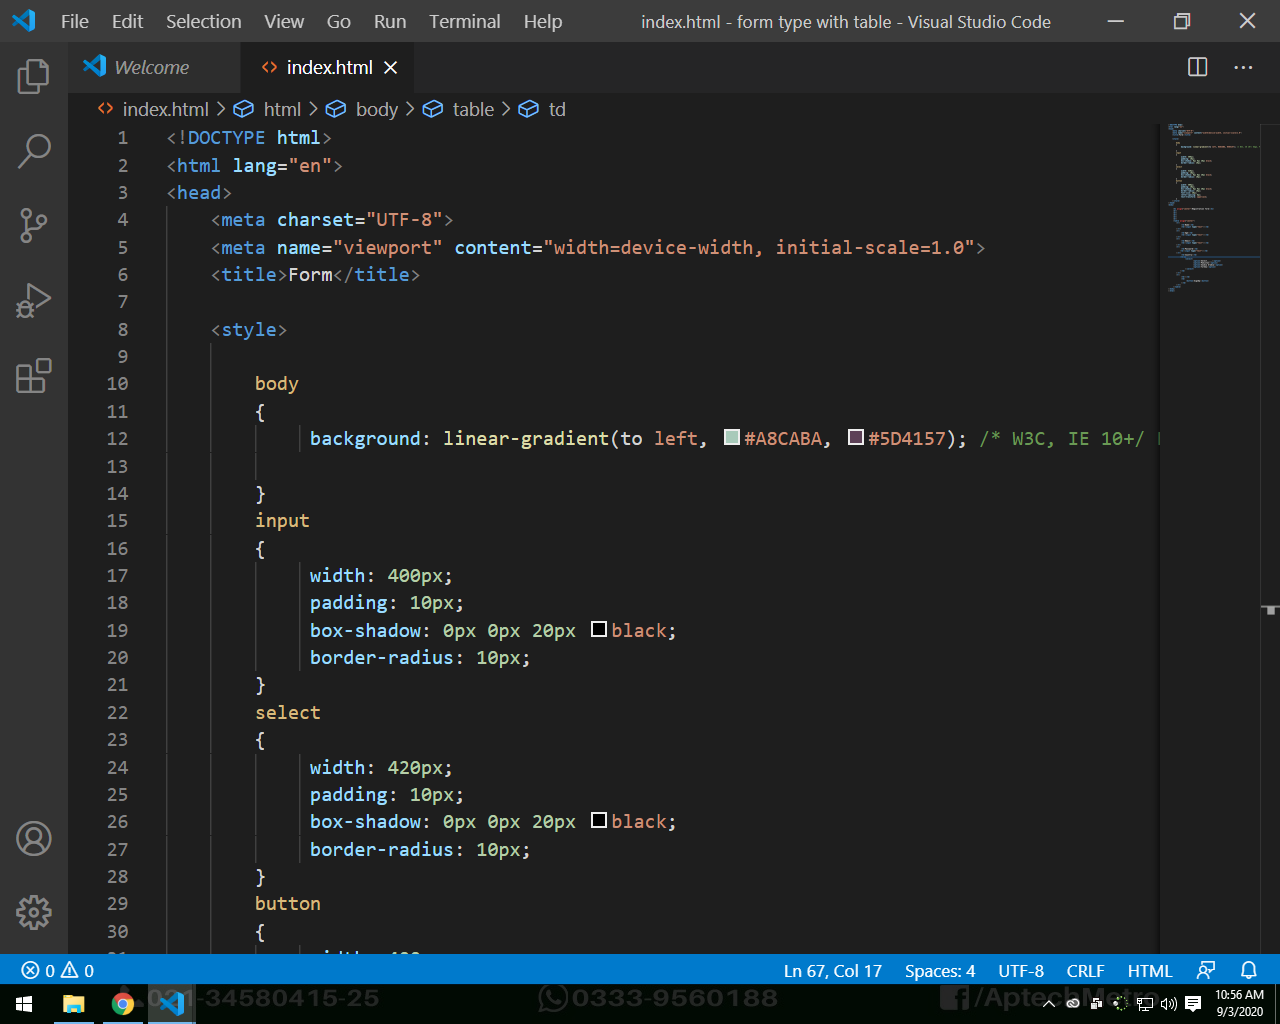 File Edit Selection View Go Run Terminal Help index.html - form type with table - Visual Studio Code
Welcome index.html
index.html > html > body > table > td
1 <!DOCTYPE html>
2 <html lang="en">
3 <head>
4 <meta charset="UTF-8">
5 <meta name="viewport" content="width=device-width, initial-scale=1.0">
6 <title>Form</title>
7
8 <style>
9
10 body
11 {
12 background: linear-gradient(to left, #A8CABA, #5D4157); /* W3C, IE 10+/
13
14 }
15 input
16 {
17 width: 400px;
18 padding: 10px;
19 box-shadow: 0px 0px 20px black;
20 border-radius: 10px;
21 }
22 select
23 {
24 width: 420px;
25 padding: 10px;
26 box-shadow: 0px 0px 20px black;
27 border-radius: 10px;
28 }
29 button
30 {
0 0 Ln 67, Col 17 Spaces: 4 UTF-8 CRLF HTML
021-34580415-25 0333-9560188 /AptechMetro 10:56 AM
9/3/2020